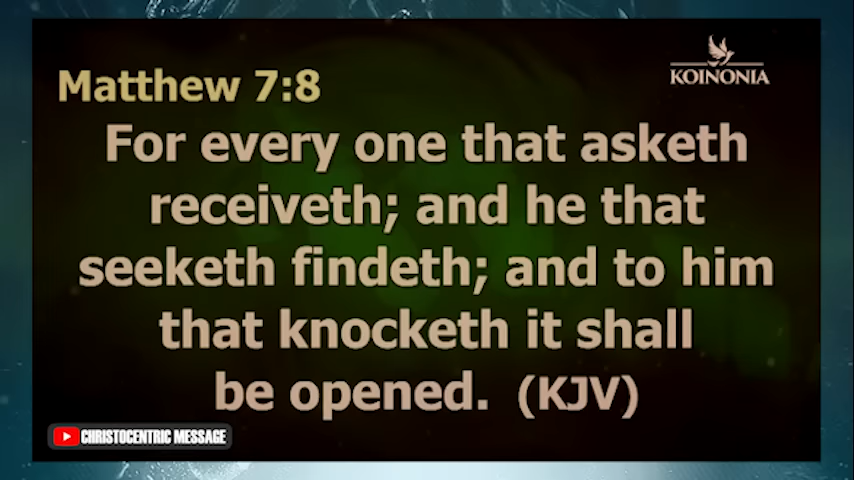 KOINONIA
Matthew 7:8
For every one that asketh
receiveth; and he that
seeketh findeth; and to him
that knocketh it shall
be opened. (KJV)
CHRISTOCENTRIC MESSAGE